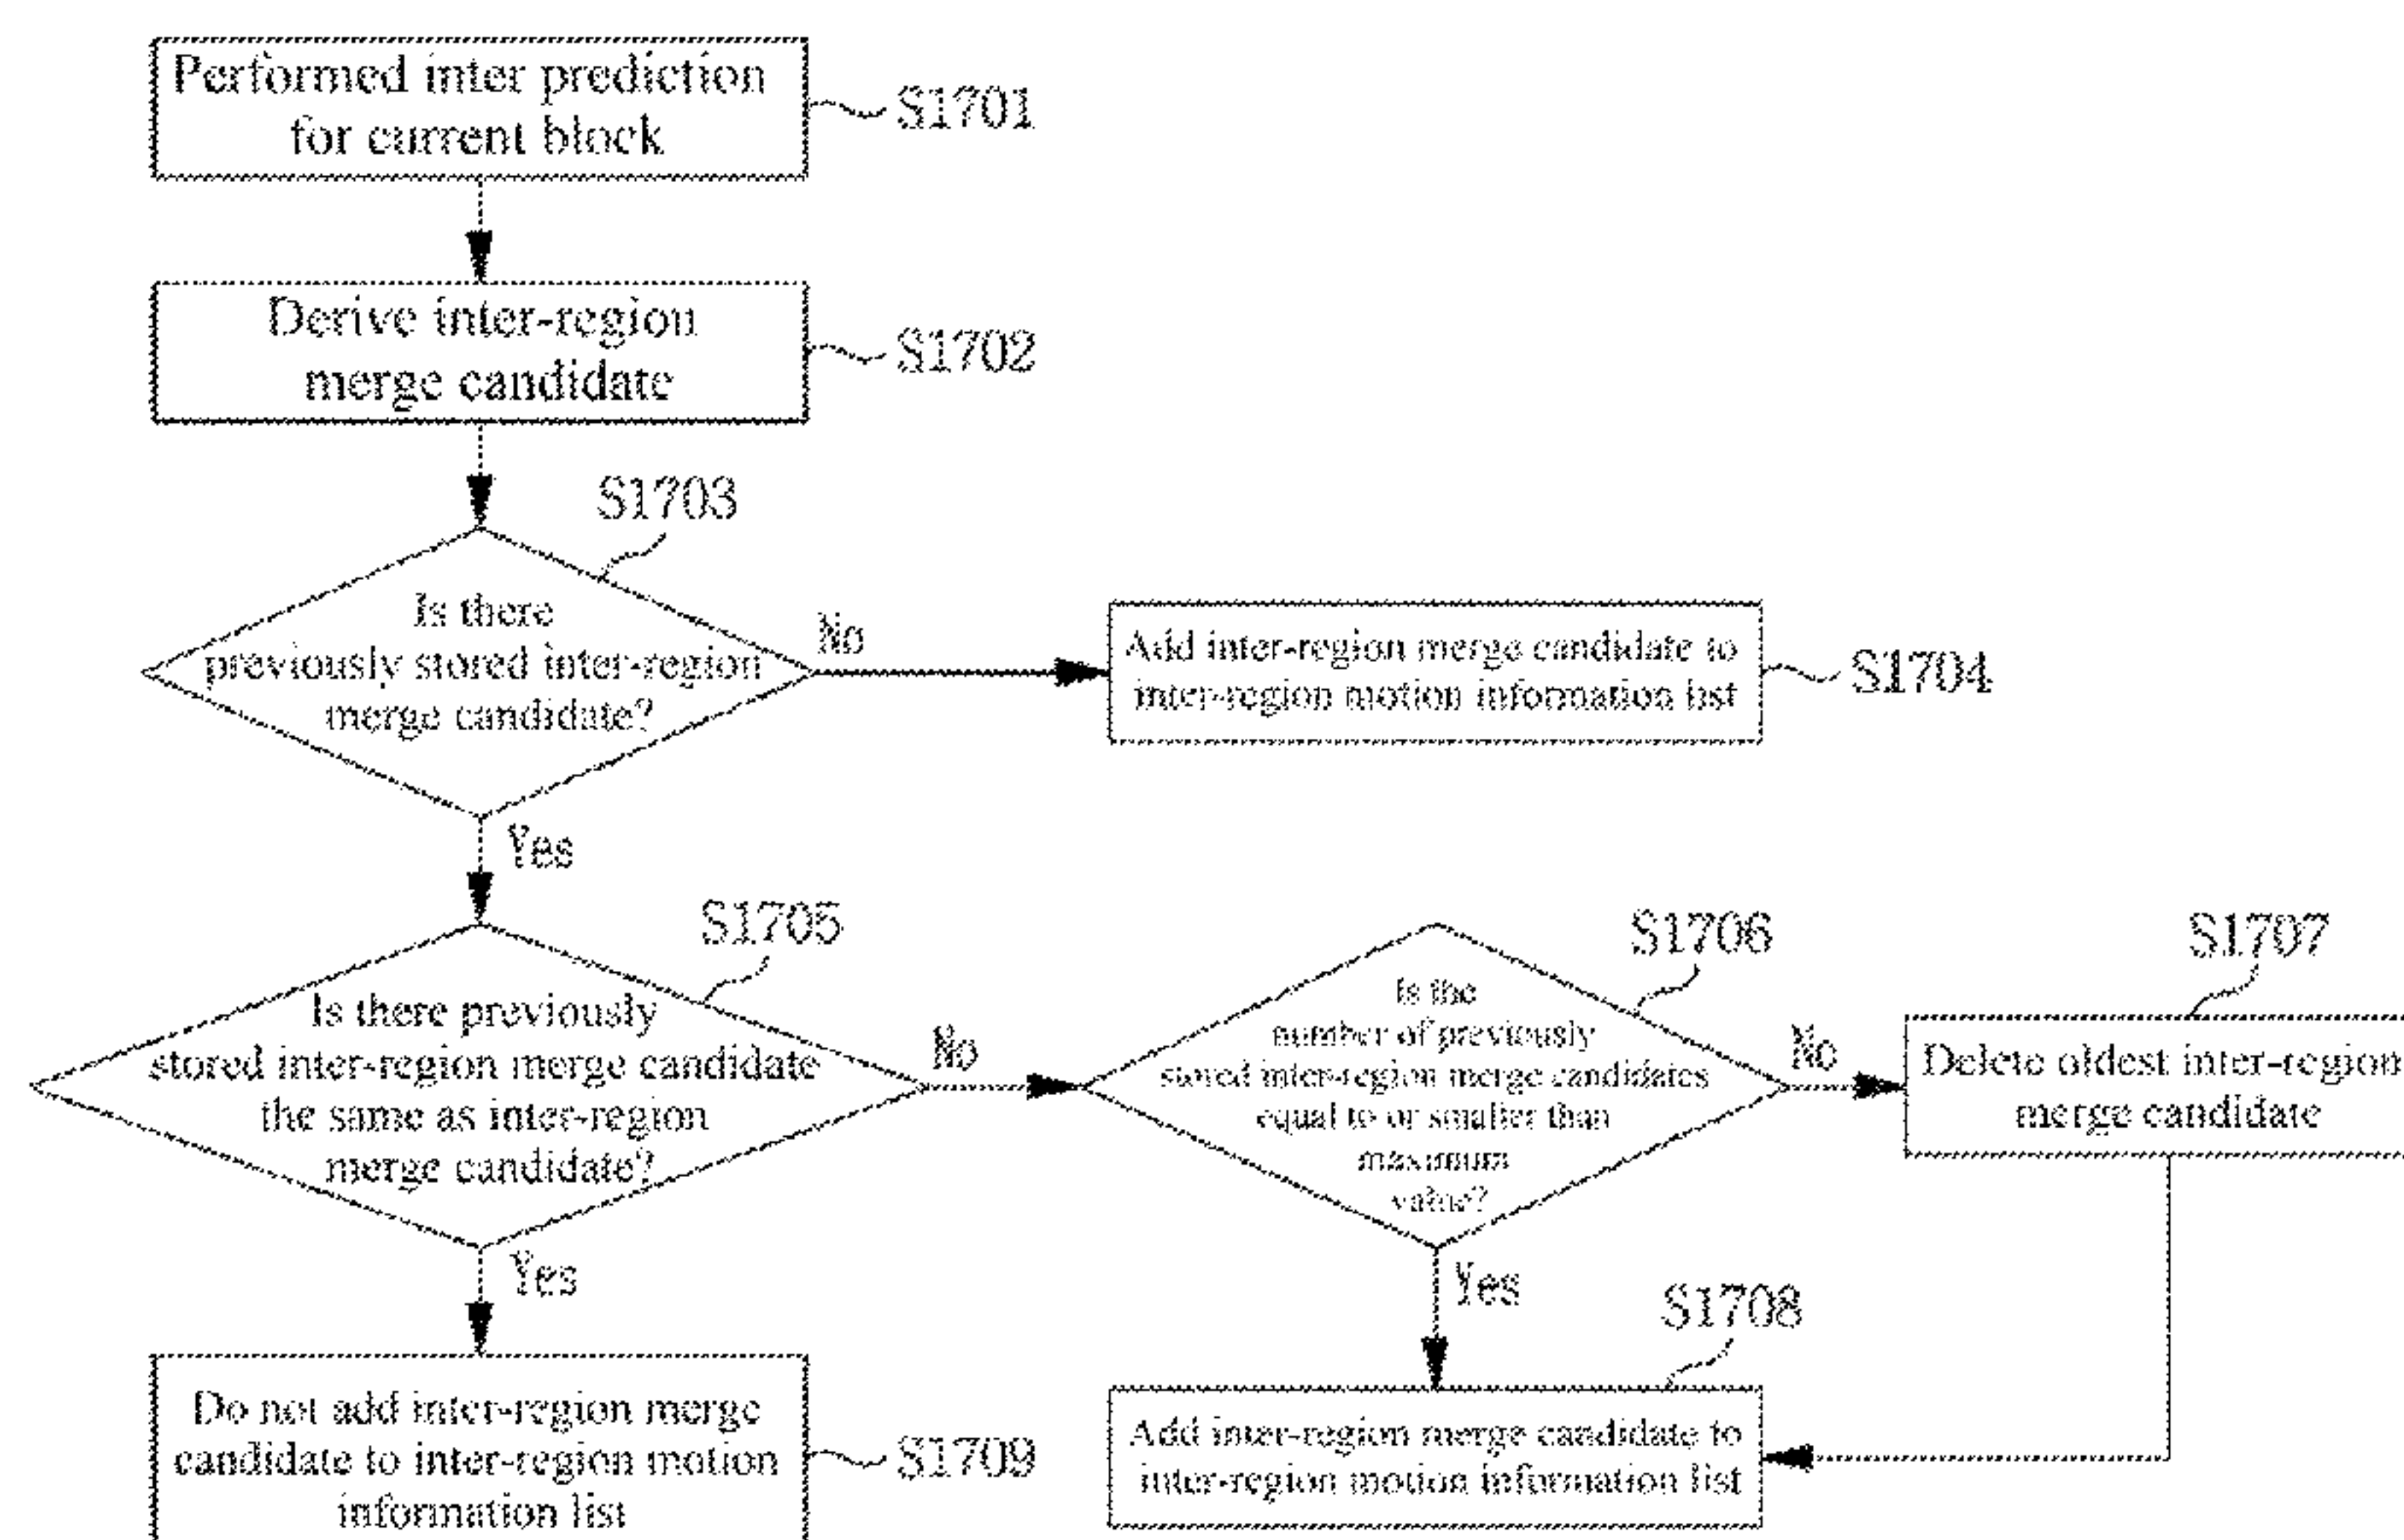 Performed inter prediction
for current block
S1701
Derive inter-region
merge candidate
S1702
S1703
Is there
previously stored inter-region
merge candidate?
No
Add inter-region merge candidate to
inter-region motion information list
S1704
Yes
S1705
Is there previously
stored inter-region merge candidate
the same as inter-region
merge candidate?
No
S1706
Is the
number of previously
stored inter-region merge candidates
equal to or smaller than
maximum
value?
No
S1707
Delete oldest inter-region
merge candidate
Yes
Yes
S1708
Add inter-region merge candidate to
inter-region motion information list
Do not add inter-region merge
candidate to inter-region motion
information list
S1709